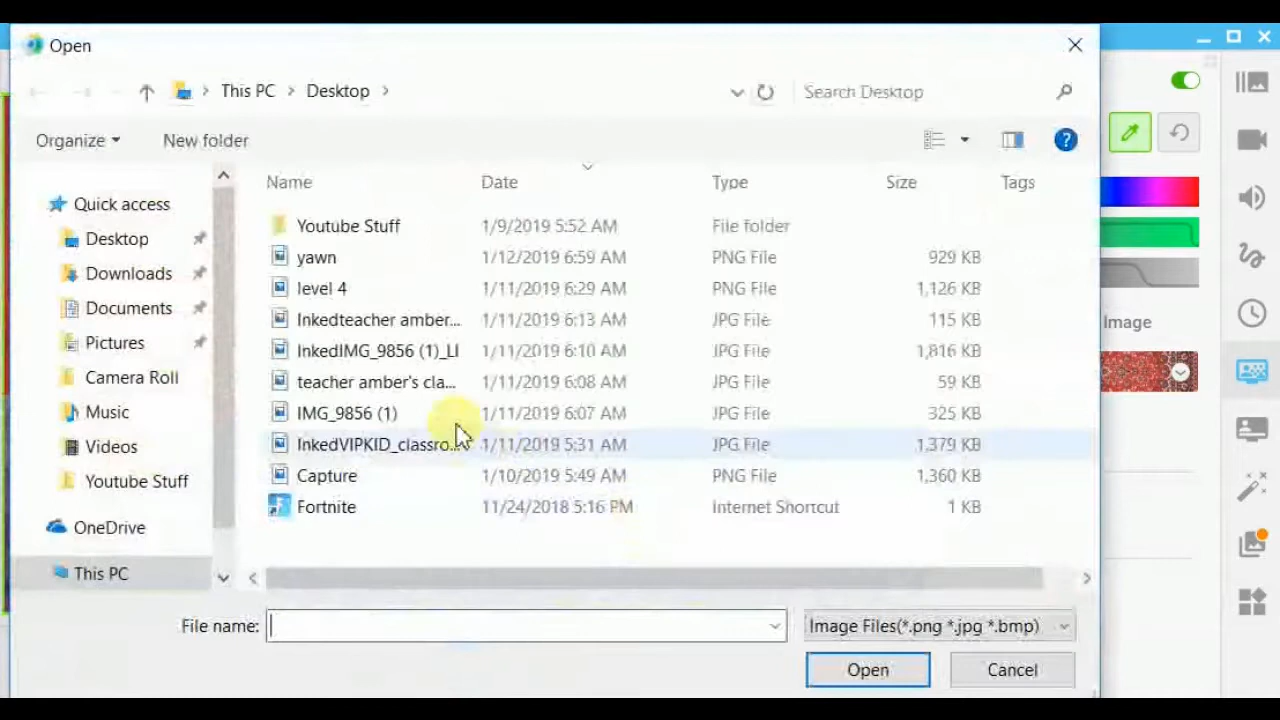 Open
This PC > Desktop >
Search Desktop
Organize
New folder
?
Name Date Type Size Tags
Quick access
Desktop
Downloads
Documents
Pictures
Camera Roll
Music
Videos
Youtube Stuff
OneDrive
This PC
Youtube Stuff 1/9/2019 5:52 AM File folder
yawn 1/12/2019 6:59 AM PNG File 929 KB
level 4 1/11/2019 6:29 AM PNG File 1,126 KB
Inkedteacher amber... 1/11/2019 6:13 AM JPG File 115 KB
InkedIMG_9856 (1)_LI 1/11/2019 6:10 AM JPG File 1,816 KB
teacher amber's cla... 1/11/2019 6:08 AM JPG File 59 KB
IMG_9856 (1) 1/11/2019 6:07 AM JPG File 325 KB
InkedVIPKID_classro... 1/11/2019 5:31 AM JPG File 1,379 KB
Capture 1/10/2019 5:49 AM PNG File 1,360 KB
Fortnite 11/24/2018 5:16 PM Internet Shortcut 1 KB
Image
File name:
Image Files(*.png *.jpg *.bmp)
Open
Cancel